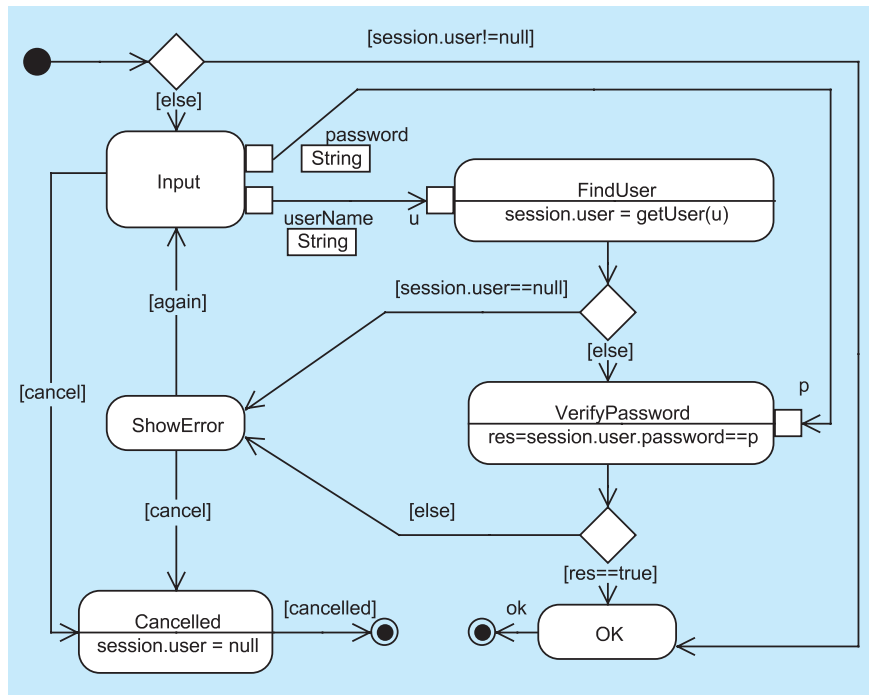 [session.user!=null]
[else]
password
String
Input
userName
String
u
FindUser
session.user = getUser(u)
[session.user==null]
[again]
[else]
[cancel]
p
ShowError
VerifyPassword
res=session.user.password==p
[cancel]
[else]
[res==true]
Cancelled
session.user = null
[cancelled]
ok
OK